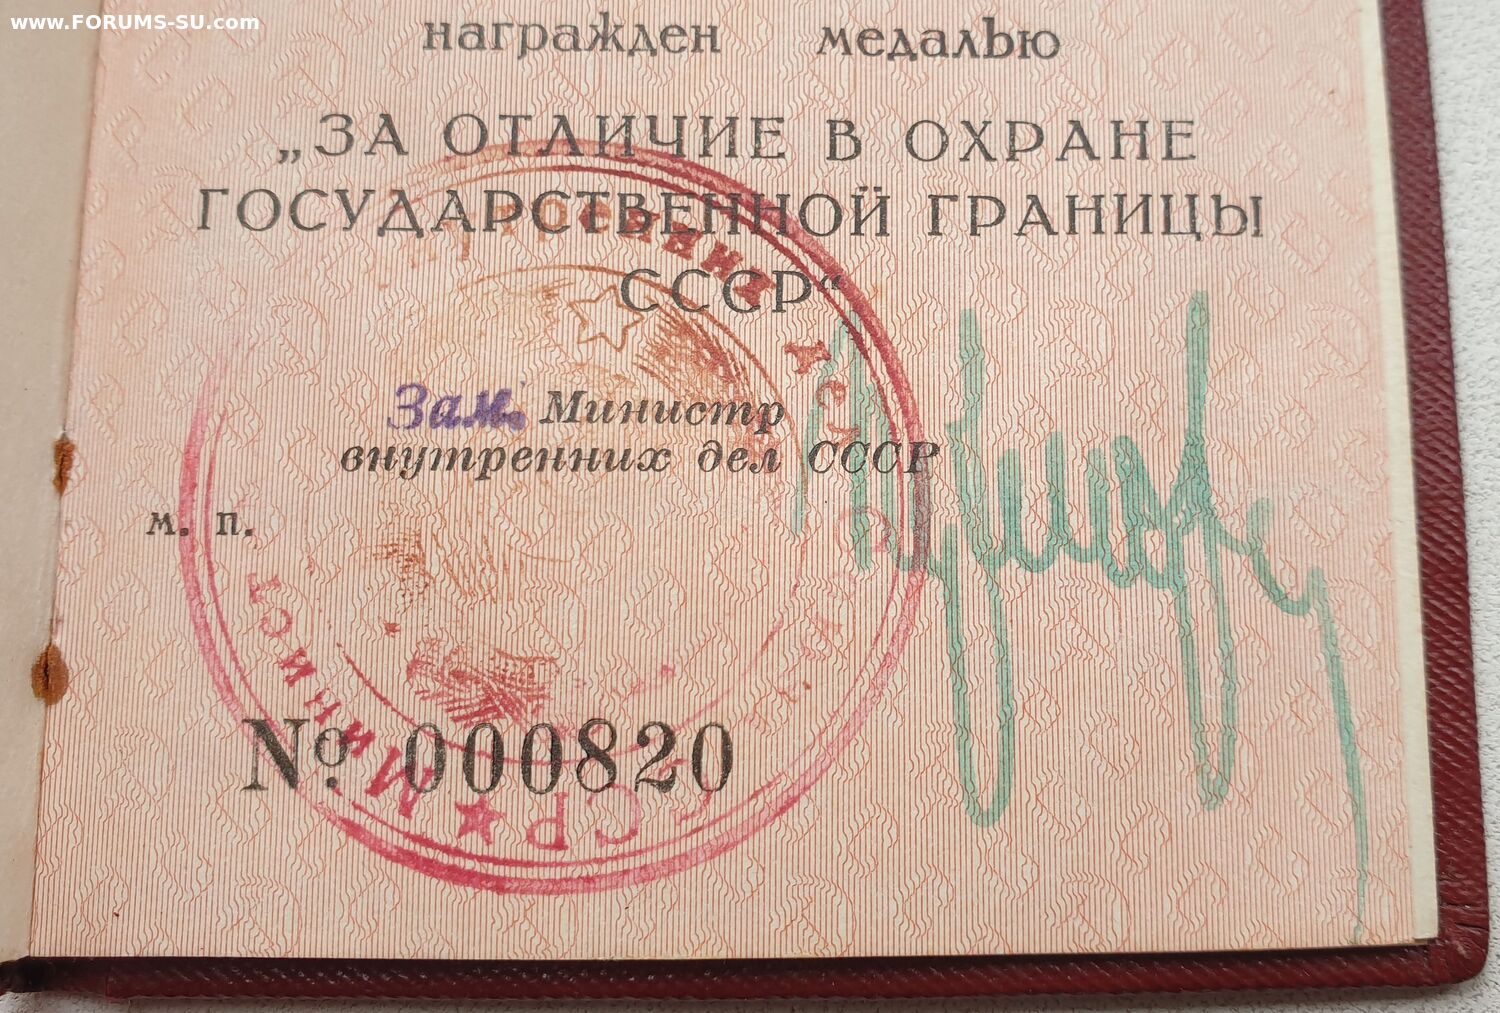 www.FORUMS-SU.com
награжден медалью
„ЗА ОТЛИЧИЕ В ОХРАНЕ
ГОСУДАРСТВЕННОЙ ГРАНИЦЫ
СССР“
Зам. Министр
внутренних дел СССР
м. п.
№ 000820